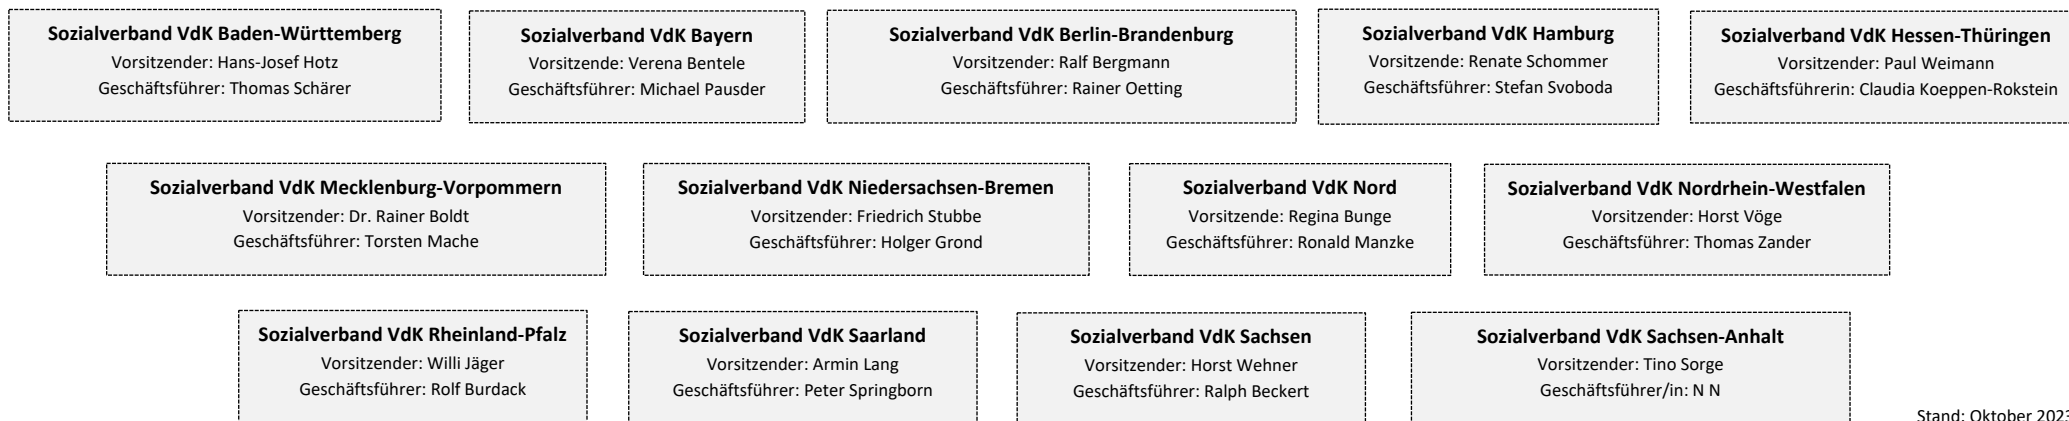 Sozialverband VdK Baden-Württemberg
Vorsitzender: Hans-Josef Hotz
Geschäftsführer: Thomas Schärer
Sozialverband VdK Bayern
Vorsitzende: Verena Bentele
Geschäftsführer: Michael Pausder
Sozialverband VdK Berlin-Brandenburg
Vorsitzender: Ralf Bergmann
Geschäftsführer: Rainer Oetting
Sozialverband VdK Hamburg
Vorsitzende: Renate Schommer
Geschäftsführer: Stefan Svoboda
Sozialverband VdK Hessen-Thüringen
Vorsitzender: Paul Weimann
Geschäftsführerin: Claudia Koeppen-Rokstein
Sozialverband VdK Mecklenburg-Vorpommern
Vorsitzender: Dr. Rainer Boldt
Geschäftsführer: Torsten Mache
Sozialverband VdK Niedersachsen-Bremen
Vorsitzender: Friedrich Stubbe
Geschäftsführer: Holger Grond
Sozialverband VdK Nord
Vorsitzende: Regina Bunge
Geschäftsführer: Ronald Manzke
Sozialverband VdK Nordrhein-Westfalen
Vorsitzender: Horst Vöge
Geschäftsführer: Thomas Zander
Sozialverband VdK Rheinland-Pfalz
Vorsitzender: Willi Jäger
Geschäftsführer: Rolf Burdack
Sozialverband VdK Saarland
Vorsitzender: Armin Lang
Geschäftsführer: Peter Springborn
Sozialverband VdK Sachsen
Vorsitzender: Horst Wehner
Geschäftsführer: Ralph Beckert
Sozialverband VdK Sachsen-Anhalt
Vorsitzender: Tino Sorge
Geschäftsführer/in: N N
Stand: Oktober 2023